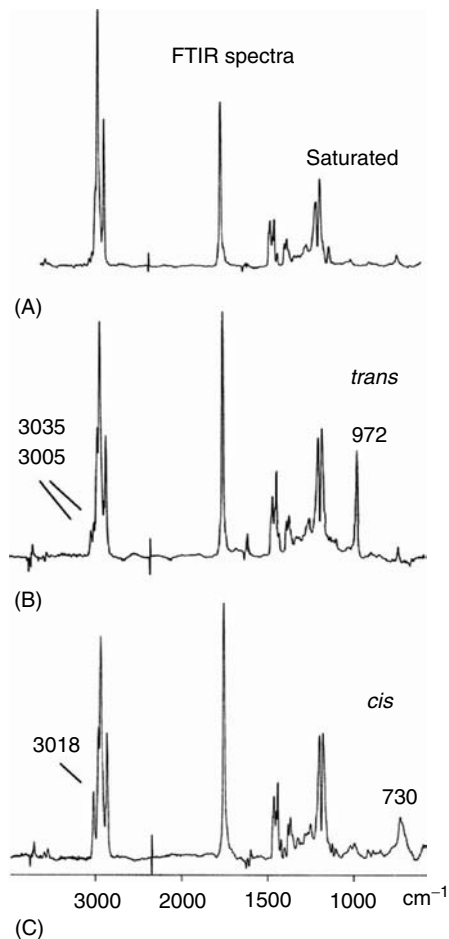 FTIR spectra
Saturated
(A)
trans
3035
3005
972
(B)
cis
3018
730
3000 2000 1500 1000 cm⁻¹
(C)